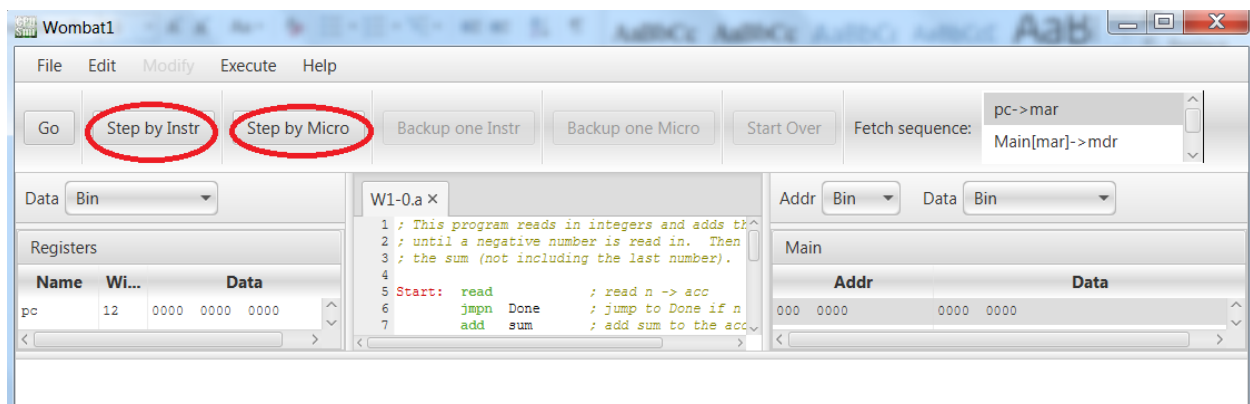 CPU
Sim
Wombat1
File Edit Modify Execute Help
Go Step by Instr Step by Micro Backup one Instr Backup one Micro Start Over Fetch sequence:
pc->mar
Main[mar]->mdr
Data Bin
W1-0.a ×
Addr Bin Data Bin
Registers
Name Wi... Data
pc 12 0000 0000 0000
1 ; This program reads in integers and adds th
2 ; until a negative number is read in. Then
3 ; the sum (not including the last number).
4
5 Start: read ; read n -> acc
6 jmpn Done ; jump to Done if n
7 add sum ; add sum to the acc
Main
Addr Data
000 0000 0000 0000